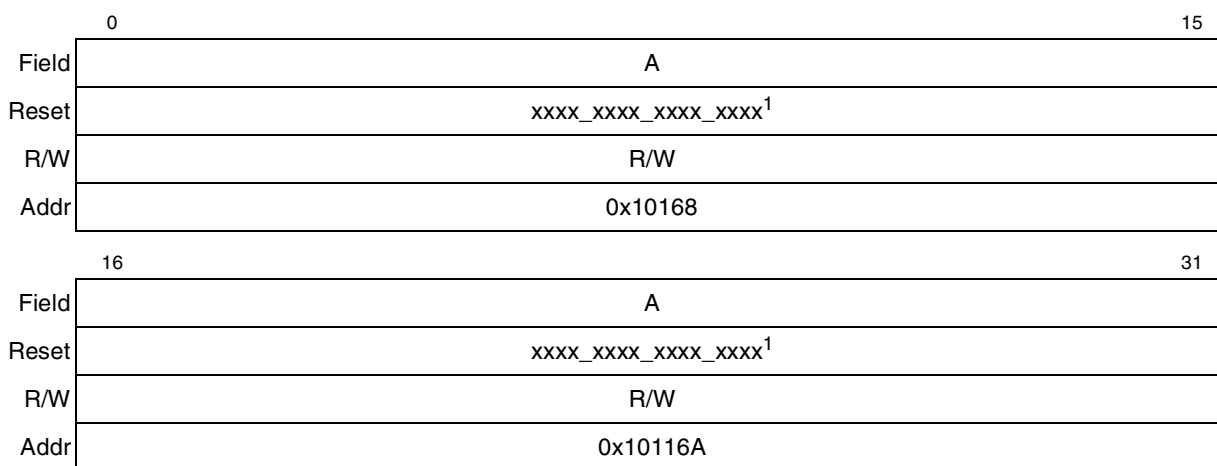 0 15
Field A
Reset xxxx_xxxx_xxxx_xxxx1
R/W R/W
Addr 0x10168
16 31
Field A
Reset xxxx_xxxx_xxxx_xxxx1
R/W R/W
Addr 0x10116A